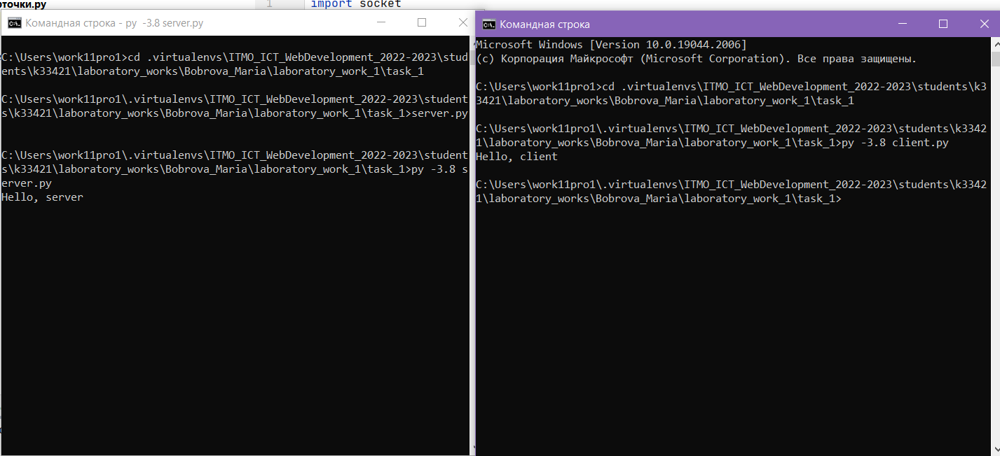 рточки.py
1 import socket
Командная строка - py -3.8 server.py
C:\Users\work11pro1>cd .virtualenvs\ITMO_ICT_WebDevelopment_2022-2023\stud
ents\k33421\laboratory_works\Bobrova_Maria\laboratory_work_1\task_1
C:\Users\work11pro1\.virtualenvs\ITMO_ICT_WebDevelopment_2022-2023\student
s\k33421\laboratory_works\Bobrova_Maria\laboratory_work_1\task_1>server.py
C:\Users\work11pro1\.virtualenvs\ITMO_ICT_WebDevelopment_2022-2023\student
s\k33421\laboratory_works\Bobrova_Maria\laboratory_work_1\task_1>py -3.8 s
erver.py
Hello, server
Командная строка
Microsoft Windows [Version 10.0.19044.2006]
(c) Корпорация Майкрософт (Microsoft Corporation). Все права защищены.
C:\Users\work11pro1>cd .virtualenvs\ITMO_ICT_WebDevelopment_2022-2023\students\k3
3421\laboratory_works\Bobrova_Maria\laboratory_work_1\task_1
C:\Users\work11pro1\.virtualenvs\ITMO_ICT_WebDevelopment_2022-2023\students\k3342
1\laboratory_works\Bobrova_Maria\laboratory_work_1\task_1>py -3.8 client.py
Hello, client
C:\Users\work11pro1\.virtualenvs\ITMO_ICT_WebDevelopment_2022-2023\students\k3342
1\laboratory_works\Bobrova_Maria\laboratory_work_1\task_1>